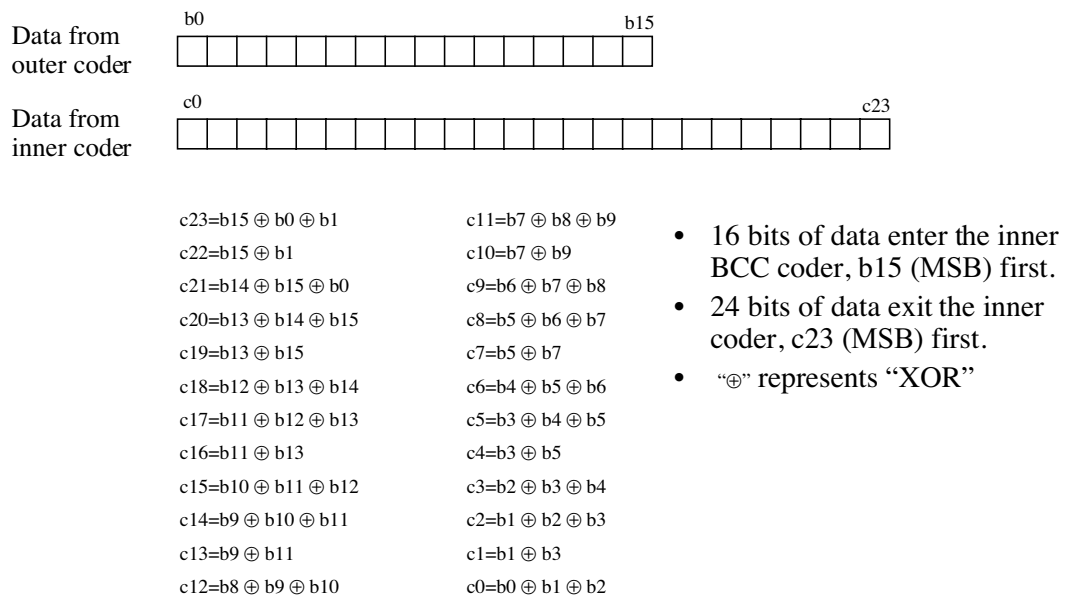 b0 b15
Data from
outer coder
c0 c23
Data from
inner coder
c23=b15 ⊕ b0 ⊕ b1
c22=b15 ⊕ b1
c21=b14 ⊕ b15 ⊕ b0
c20=b13 ⊕ b14 ⊕ b15
c19=b13 ⊕ b15
c18=b12 ⊕ b13 ⊕ b14
c17=b11 ⊕ b12 ⊕ b13
c16=b11 ⊕ b13
c15=b10 ⊕ b11 ⊕ b12
c14=b9 ⊕ b10 ⊕ b11
c13=b9 ⊕ b11
c12=b8 ⊕ b9 ⊕ b10
c11=b7 ⊕ b8 ⊕ b9
c10=b7 ⊕ b9
c9=b6 ⊕ b7 ⊕ b8
c8=b5 ⊕ b6 ⊕ b7
c7=b5 ⊕ b7
c6=b4 ⊕ b5 ⊕ b6
c5=b3 ⊕ b4 ⊕ b5
c4=b3 ⊕ b5
c3=b2 ⊕ b3 ⊕ b4
c2=b1 ⊕ b2 ⊕ b3
c1=b1 ⊕ b3
c0=b0 ⊕ b1 ⊕ b2
• 16 bits of data enter the inner
BCC coder, b15 (MSB) first.
• 24 bits of data exit the inner
coder, c23 (MSB) first.
• “⊕” represents “XOR”